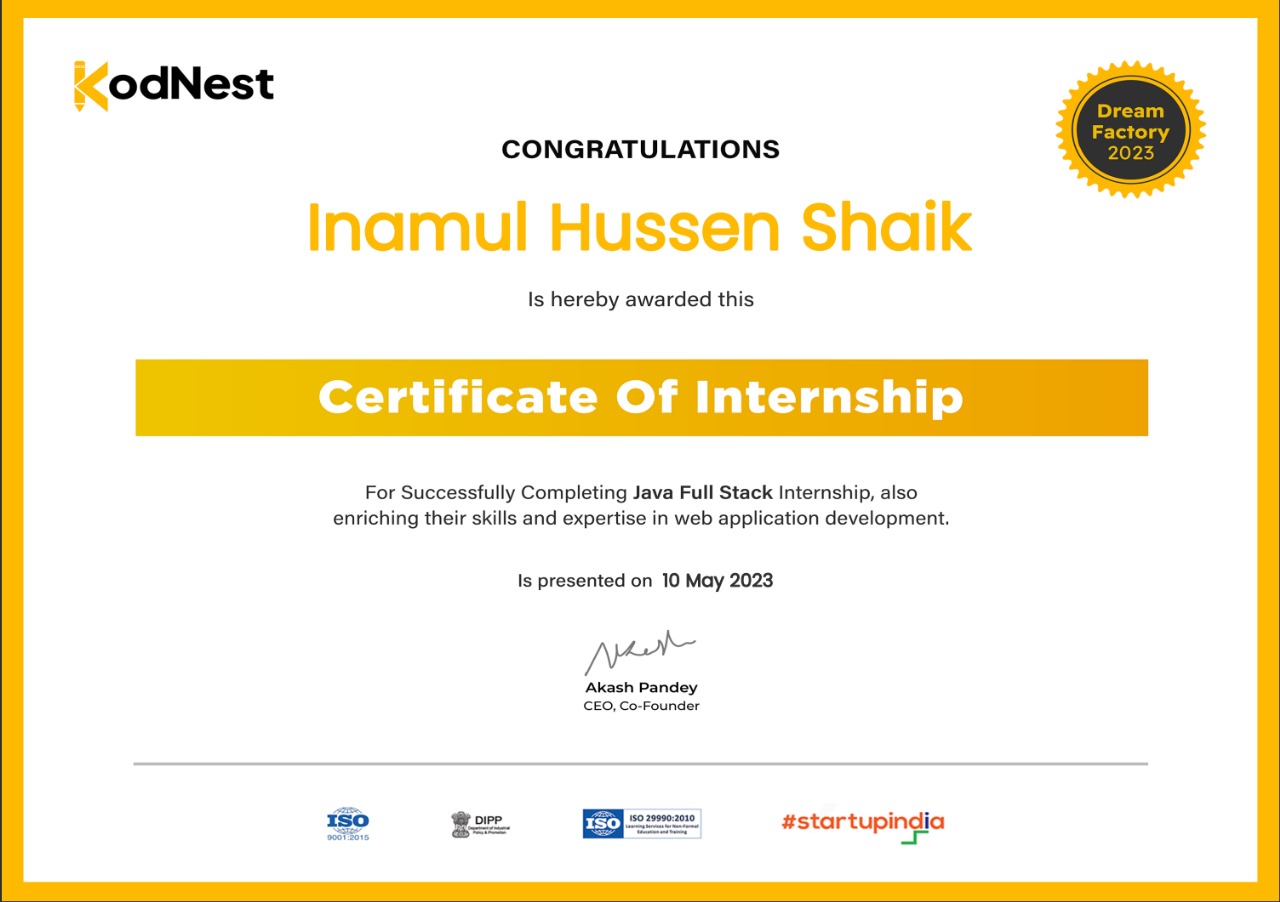 KodNest
Dream
Factory
2023
CONGRATULATIONS
Inamul Hussen Shaik
Is hereby awarded this
Certificate Of Internship
For Successfully Completing Java Full Stack Internship, also
enriching their skills and expertise in web application development.
Is presented on 10 May 2023
Akash
Akash Pandey
CEO, Co-Founder
ISO
9001:2015
DIPP
Department of Industrial
Policy & Promotion
ISO
ISO 29990:2010
Learning Services for Non-Formal
Education and Training
#startupindia